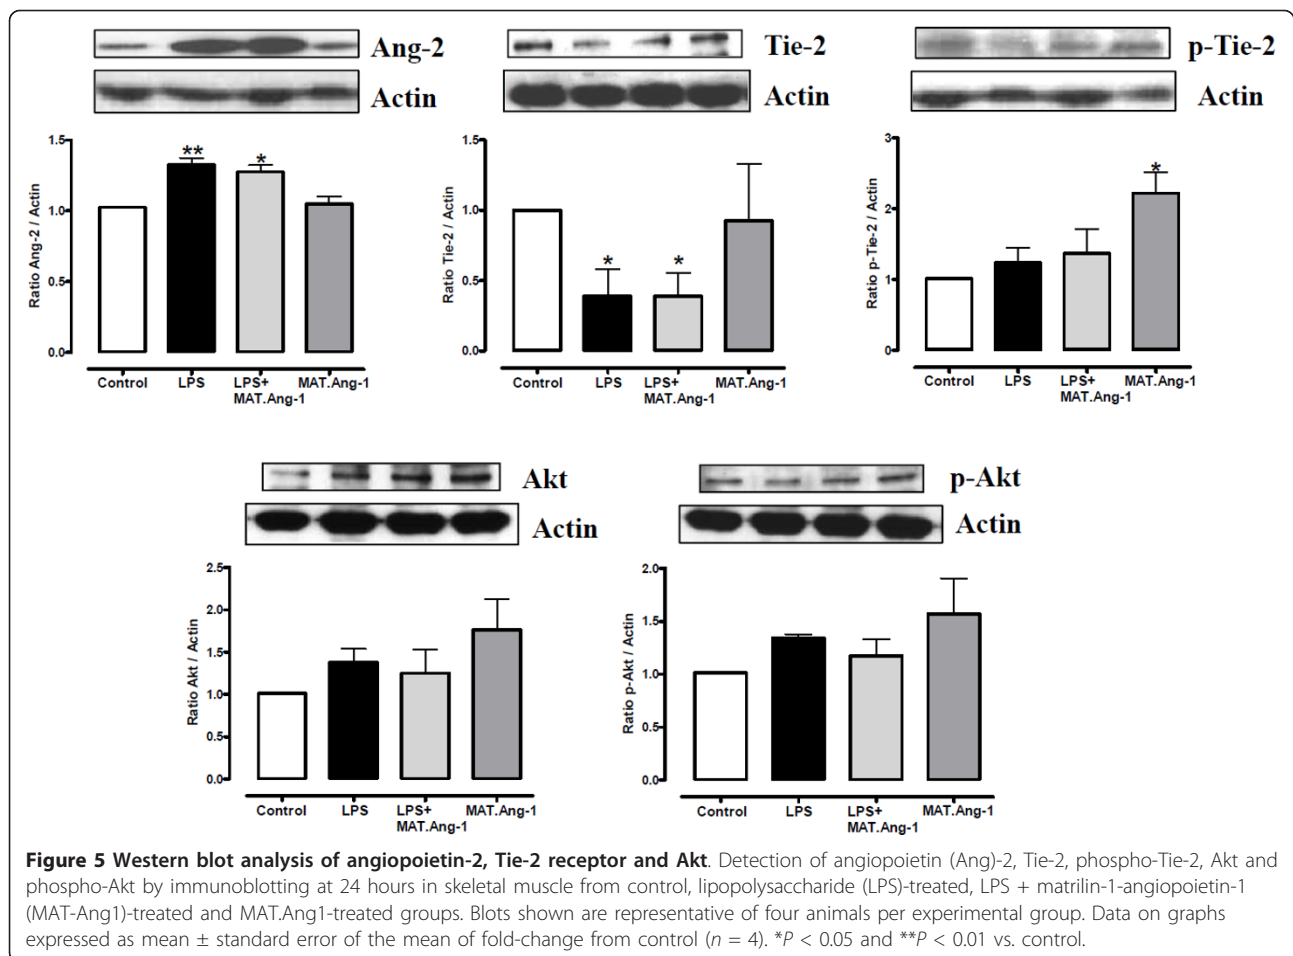 Ang-2
Actin
1.5
1.0
0.5
0.0
Ratio Ang-2 / Actin
**
*
Control
LPS
LPS+
MAT.Ang-1
MAT.Ang-1
Tie-2
Actin
1.5
1.0
0.5
0.0
Ratio Tie-2 / Actin
*
*
Control
LPS
LPS+
MAT.Ang-1
MAT.Ang-1
p-Tie-2
Actin
3
2
1
0
Ratio p-Tie-2 / Actin
*
Control
LPS
LPS+
MAT.Ang-1
MAT.Ang-1
Akt
Actin
2.5
2.0
1.5
1.0
0.5
0.0
Ratio Akt / Actin
Control
LPS
LPS+
MAT.Ang-1
MAT.Ang-1
p-Akt
Actin
2.0
1.5
1.0
0.5
0.0
Ratio p-Akt / Actin
Control
LPS
LPS+
MAT.Ang-1
MAT.Ang-1
Figure 5 Western blot analysis of angiopoietin-2, Tie-2 receptor and Akt. Detection of angiopoietin (Ang)-2, Tie-2, phospho-Tie-2, Akt and
phospho-Akt by immunoblotting at 24 hours in skeletal muscle from control, lipopolysaccharide (LPS)-treated, LPS + matrilin-1-angiopoietin-1
(MAT-Ang1)-treated and MAT.Ang1-treated groups. Blots shown are representative of four animals per experimental group. Data on graphs
expressed as mean ± standard error of the mean of fold-change from control (n = 4). *P < 0.05 and **P < 0.01 vs. control.